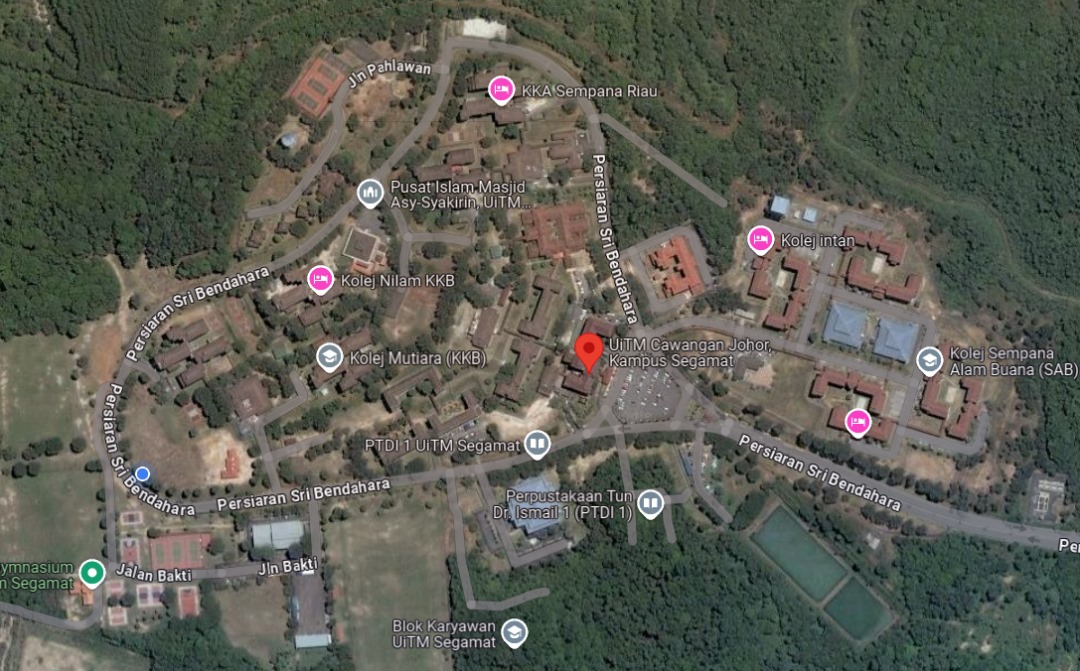 J'n Pahlawan
KKA Sempana Riau
Pusat Islam Masjid
Asy-Syakirin, UiTM...
Persiaran Sri Bendahara
Kolej intan
Persiaran Sri Bendahara
Kolej Nilam KKB
UiTM Cawangan Johor,
Kampus Segamat
Kolej Mutiara (KKB)
Kolej Sempana
Alam Buana (SAB)
Persiaran Sri Bendahara
PTDI 1 UiTM Segamat
Persiaran Sri Bendahara
Persiaran Sri Bendahara
Perpustakaan Tun
Dr. Ismail 1 (PTDI 1)
Per
ymnasium
Segamat
Jalan Bakti
Jln Bakti
Blok Karyawan
UiTM Segamat